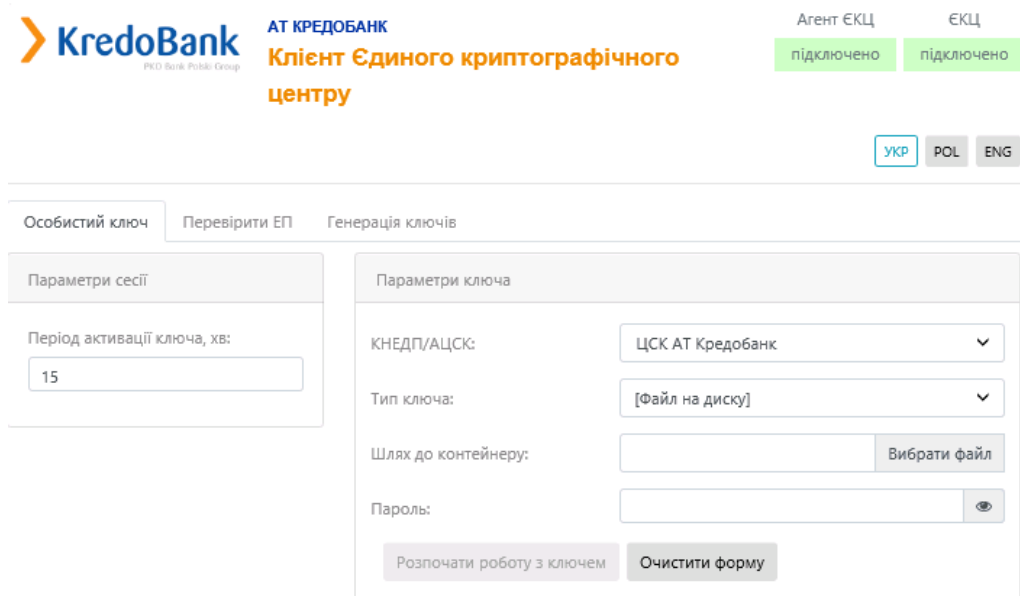 KredoBank
PKO Bank Polski Group
АТ КРЕДОБАНК
Клієнт Єдиного криптографічного
центру
Агент ЄКЦ
ЄКЦ
підключено
підключено
УКР
POL
ENG
Особистий ключ
Перевірити ЕП
Генерація ключів
Параметри сесії
Період активації ключа, хв:
15
Параметри ключа
КНЕДП/АЦСК:
ЦСК АТ Кредобанк
Тип ключа:
[Файл на диску]
Шлях до контейнеру:
Вибрати файл
Пароль:
Розпочати роботу з ключем
Очистити форму